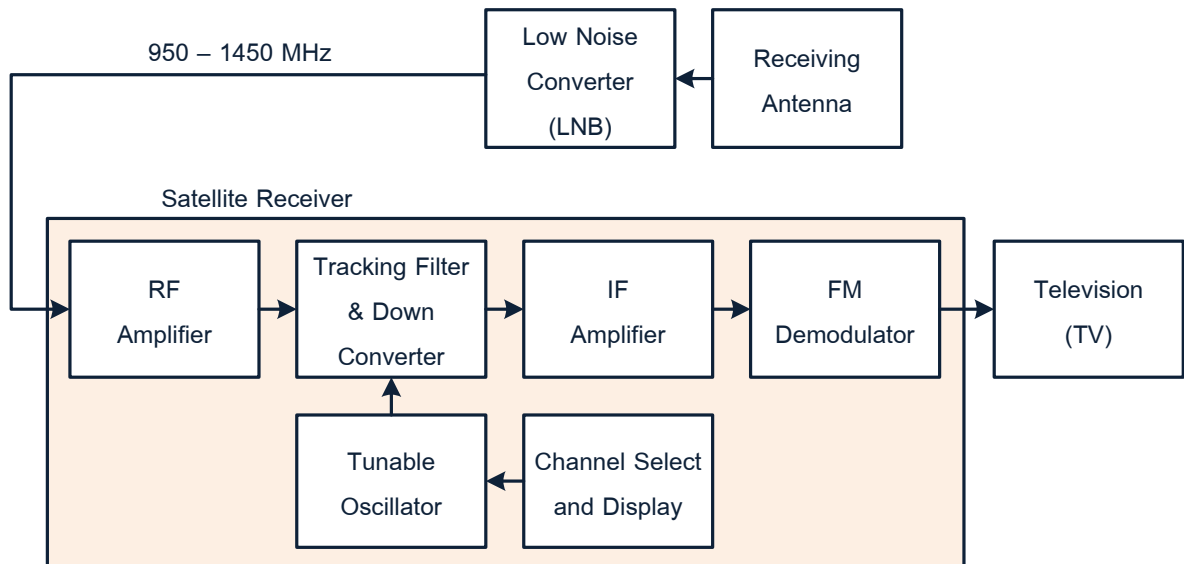 950 – 1450 MHz
Low Noise
Converter
(LNB)
Receiving
Antenna
Satellite Receiver
RF
Amplifier
Tracking Filter
& Down
Converter
IF
Amplifier
FM
Demodulator
Television
(TV)
Tunable
Oscillator
Channel Select
and Display